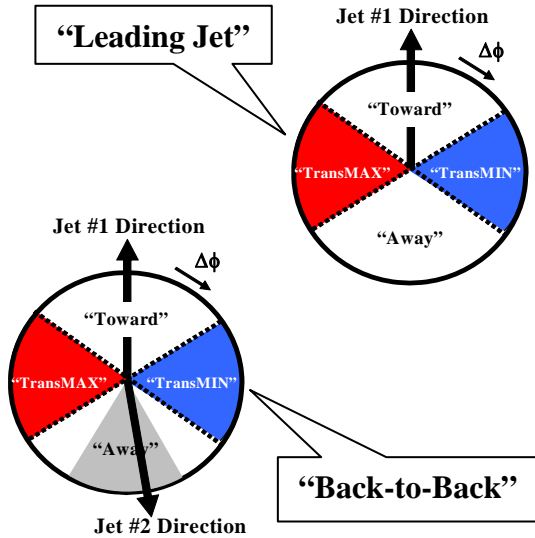 “Leading Jet”
Jet #1 Direction
Δϕ
“Toward”
“TransMAX”
“TransMIN”
“Away”
Jet #1 Direction
Δϕ
“Toward”
“TransMAX”
“TransMIN”
“Away”
Jet #2 Direction
“Back-to-Back”